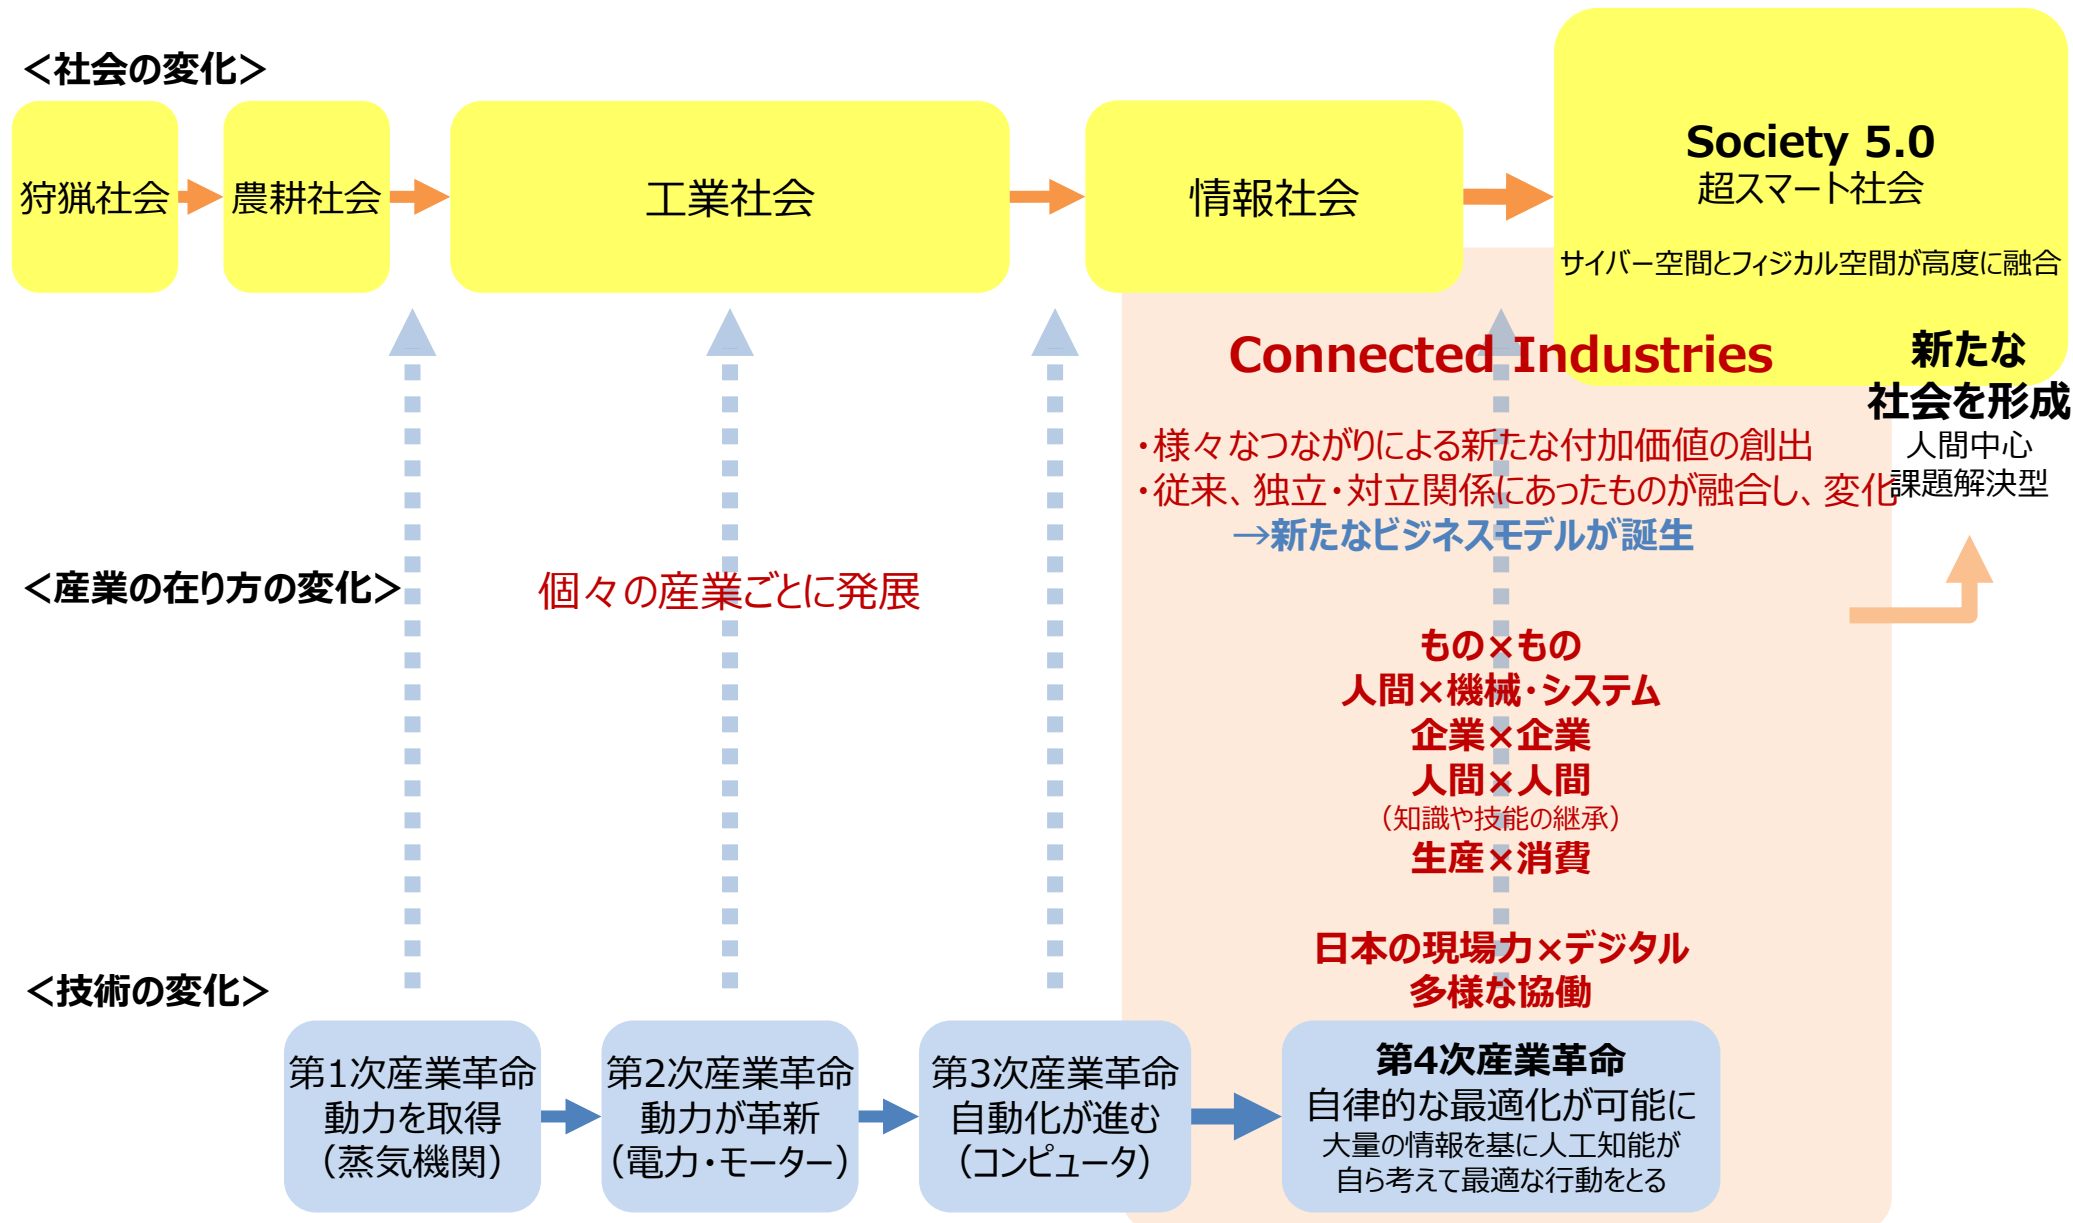 ＜社会の変化＞
狩猟社会
農耕社会
工業社会
情報社会
Society 5.0
超スマート社会
サイバー空間とフィジカル空間が高度に融合
新たな
社会を形成
人間中心
課題解決型
Connected Industries
・様々なつながりによる新たな付加価値の創出
・従来、独立・対立関係にあったものが融合し、変化
→新たなビジネスモデルが誕生
＜産業の在り方の変化＞
個々の産業ごとに発展
もの×もの
人間×機械・システム
企業×企業
人間×人間
（知識や技能の継承）
生産×消費
日本の現場力×デジタル
多様な協働
＜技術の変化＞
第1次産業革命
動力を取得
（蒸気機関）
第2次産業革命
動力が革新
（電力・モーター）
第3次産業革命
自動化が進む
（コンピュータ）
第4次産業革命
自律的な最適化が可能に
大量の情報を基に人工知能が
自ら考えて最適な行動をとる